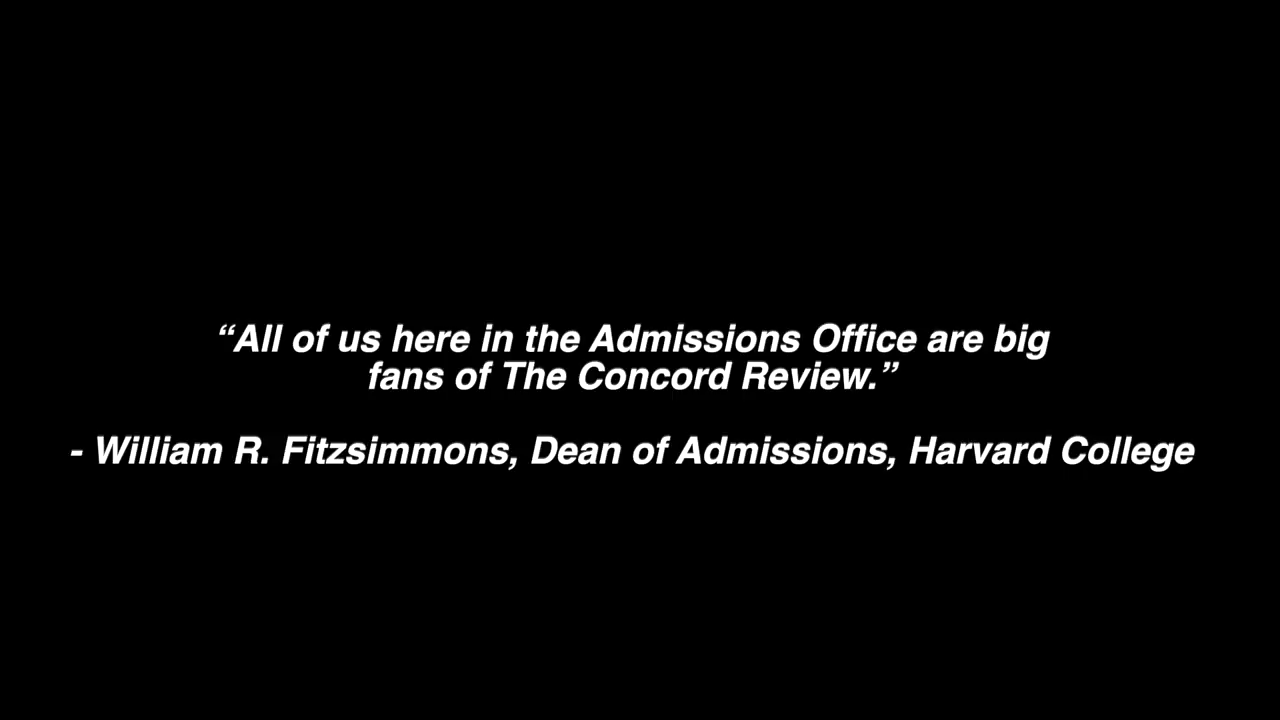 “All of us here in the Admissions Office are big
fans of The Concord Review.”
- William R. Fitzsimmons, Dean of Admissions, Harvard College